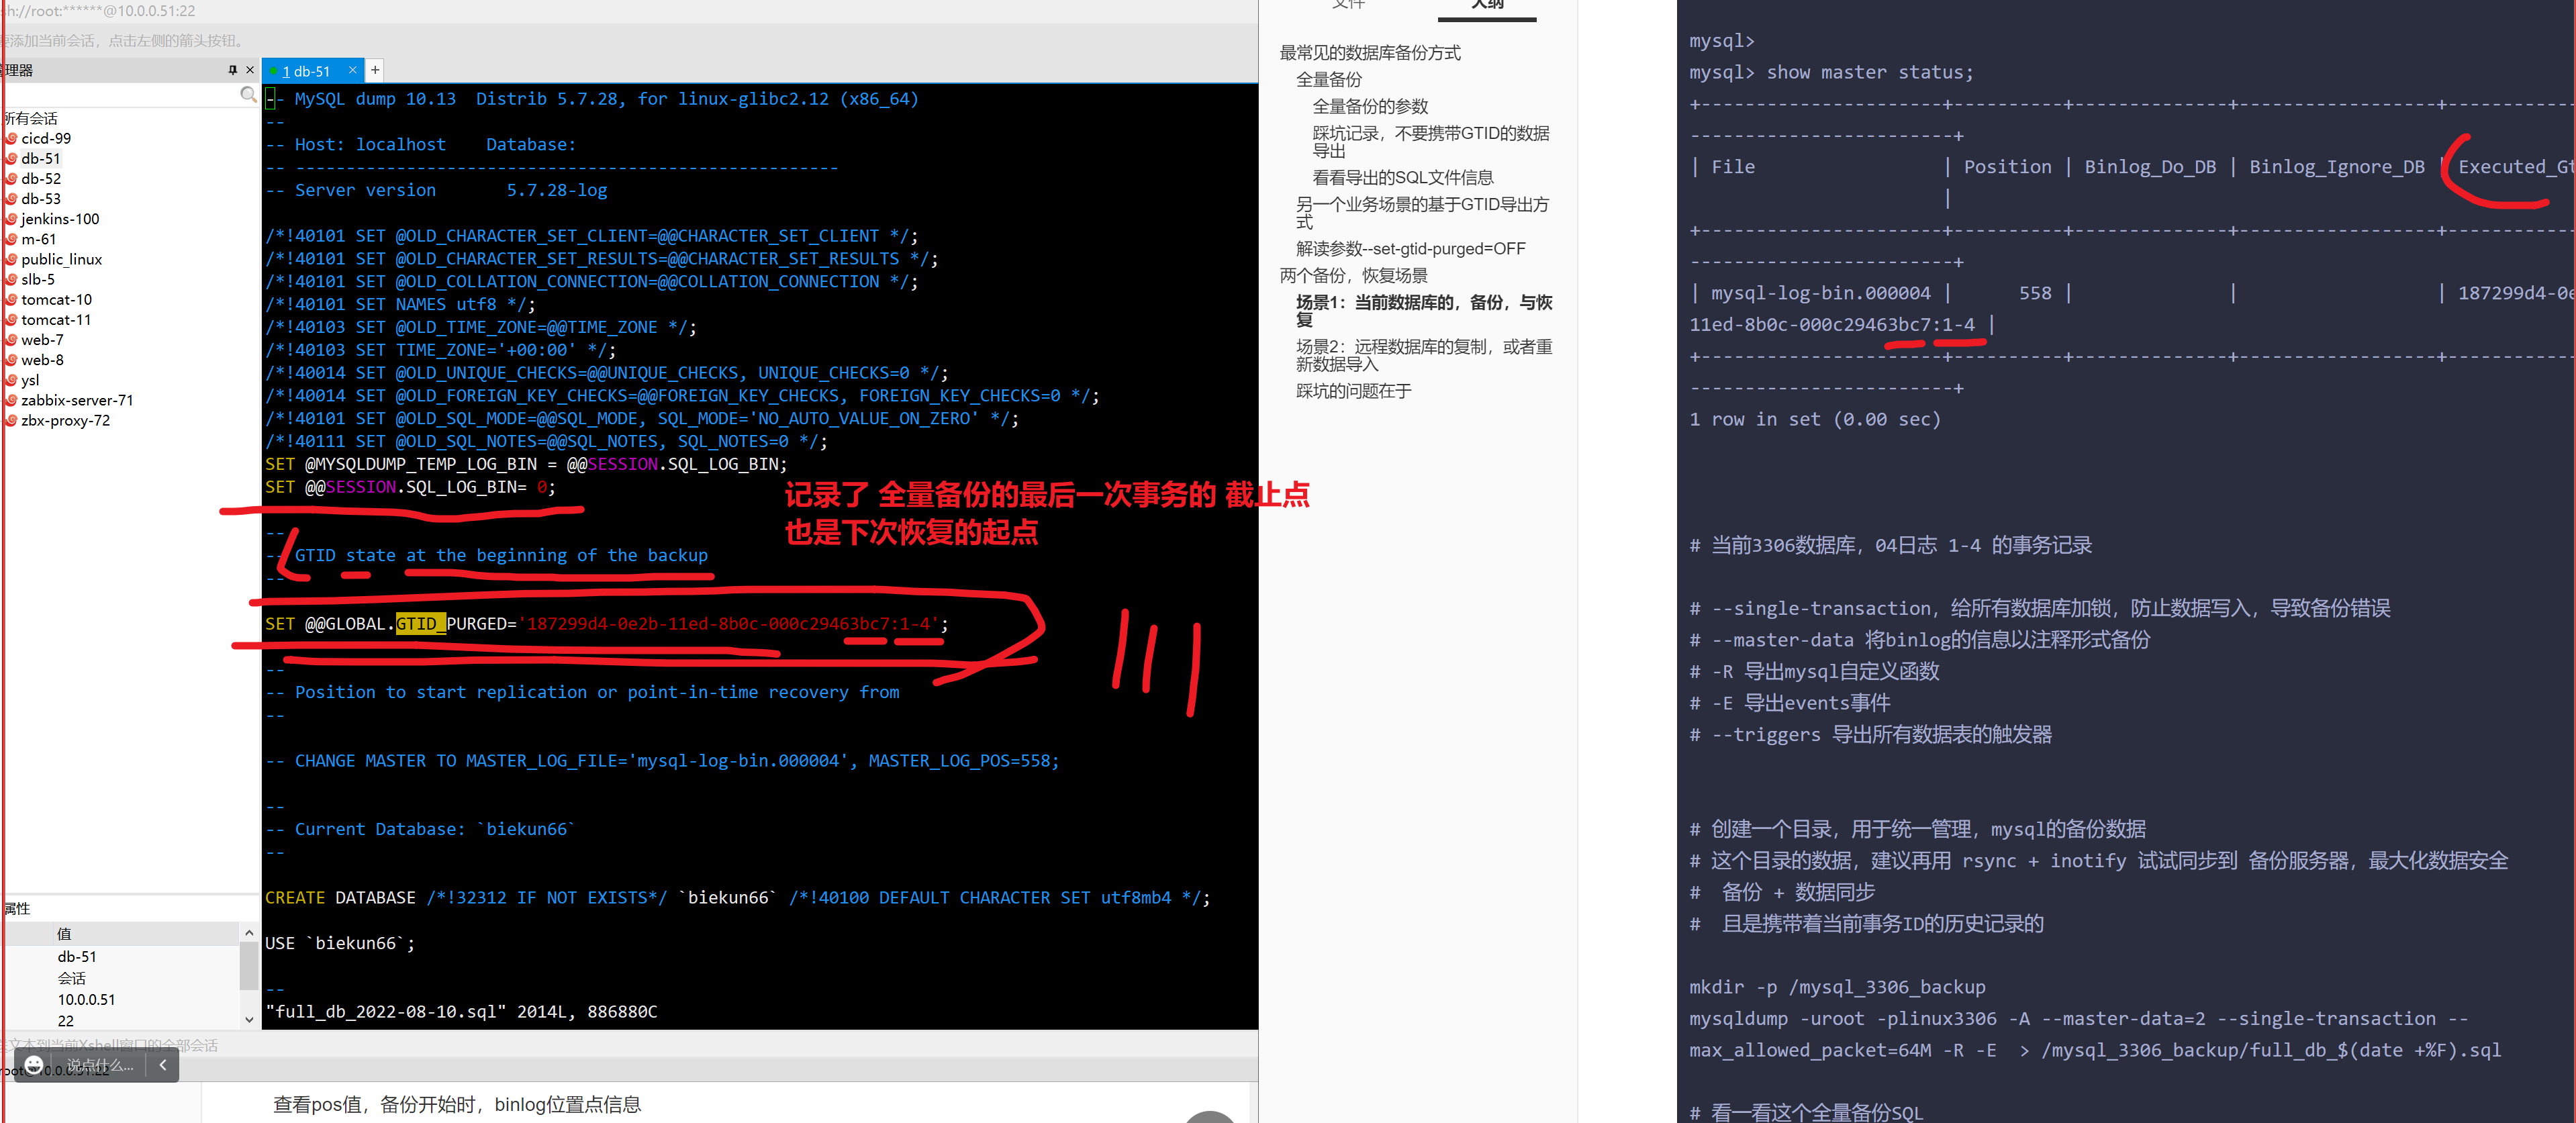 sh://root:******@10.0.0.51:22
要添加当前会话，点击左侧的箭头按钮。
管理器
所有会话
cicd-99
db-51
db-52
db-53
jenkins-100
m-61
public_linux
slb-5
tomcat-10
tomcat-11
web-7
web-8
ysl
zabbix-server-71
zbx-proxy-72
属性
值
db-51
会话
10.0.0.51
22
1 db-51
-- MySQL dump 10.13  Distrib 5.7.28, for linux-glibc2.12 (x86_64)
--
-- Host: localhost    Database:
-- ------------------------------------------------------
-- Server version       5.7.28-log
/*!40101 SET @OLD_CHARACTER_SET_CLIENT=@@CHARACTER_SET_CLIENT */;
/*!40101 SET @OLD_CHARACTER_SET_RESULTS=@@CHARACTER_SET_RESULTS */;
/*!40101 SET @OLD_COLLATION_CONNECTION=@@COLLATION_CONNECTION */;
/*!40101 SET NAMES utf8 */;
/*!40103 SET @OLD_TIME_ZONE=@@TIME_ZONE */;
/*!40103 SET TIME_ZONE='+00:00' */;
/*!40014 SET @OLD_UNIQUE_CHECKS=@@UNIQUE_CHECKS, UNIQUE_CHECKS=0 */;
/*!40014 SET @OLD_FOREIGN_KEY_CHECKS=@@FOREIGN_KEY_CHECKS, FOREIGN_KEY_CHECKS=0 */;
/*!40101 SET @OLD_SQL_MODE=@@SQL_MODE, SQL_MODE='NO_AUTO_VALUE_ON_ZERO' */;
/*!40111 SET @OLD_SQL_NOTES=@@SQL_NOTES, SQL_NOTES=0 */;
SET @MYSQLDUMP_TEMP_LOG_BIN = @@SESSION.SQL_LOG_BIN;
SET @@SESSION.SQL_LOG_BIN= 0;
记录了 全量备份的最后一次事务的 截止点
也是下次恢复的起点
--
-- GTID state at the beginning of the backup
--
SET @@GLOBAL.GTID_PURGED='187299d4-0e2b-11ed-8b0c-000c29463bc7:1-4';
--
-- Position to start replication or point-in-time recovery from
--
-- CHANGE MASTER TO MASTER_LOG_FILE='mysql-log-bin.000004', MASTER_LOG_POS=558;
--
-- Current Database: `biekun66`
--
CREATE DATABASE /*!32312 IF NOT EXISTS*/ `biekun66` /*!40100 DEFAULT CHARACTER SET utf8mb4 */;
USE `biekun66`;
--
"full_db_2022-08-10.sql" 2014L, 886880C
文本到当前Xshell窗口的全部会话
说点什么...
root@10.0.0.51:22
查看pos值，备份开始时，binlog位置点信息
文件
大纲
最常见的数据库备份方式
全量备份
全量备份的参数
踩坑记录，不要携带GTID的数据
导出
看看导出的SQL文件信息
另一个业务场景的基于GTID导出方
式
解读参数--set-gtid-purged=OFF
两个备份，恢复场景
场景1：当前数据库的，备份，与恢
复
场景2：远程数据库的复制，或者重
新数据导入
踩坑的问题在于
mysql>
mysql> show master status;
+-----------------------+----------+--------------+------------------+-----------
------------------------+
| File                  | Position | Binlog_Do_DB | Binlog_Ignore_DB | Executed_Gt
|
+-----------------------+----------+--------------+------------------+-----------
------------------------+
| mysql-log-bin.000004 |      558 |              |                  | 187299d4-0e
11ed-8b0c-000c29463bc7:1-4 |
+-----------------------+----------+--------------+------------------+-----------
------------------------+
1 row in set (0.00 sec)
# 当前3306数据库，04日志 1-4 的事务记录
# --single-transaction，给所有数据库加锁，防止数据写入，导致备份错误
# --master-data 将binlog的信息以注释形式备份
# -R 导出mysql自定义函数
# -E 导出events事件
# --triggers 导出所有数据表的触发器
# 创建一个目录，用于统一管理，mysql的备份数据
# 这个目录的数据，建议再用 rsync + inotify 试试同步到 备份服务器，最大化数据安全
#  备份 + 数据同步
#  且是携带着当前事务ID的历史记录的
mkdir -p /mysql_3306_backup
mysqldump -uroot -plinux3306 -A --master-data=2 --single-transaction --
max_allowed_packet=64M -R -E  > /mysql_3306_backup/full_db_$(date +%F).sql
# 看一看这个全量备份SQL